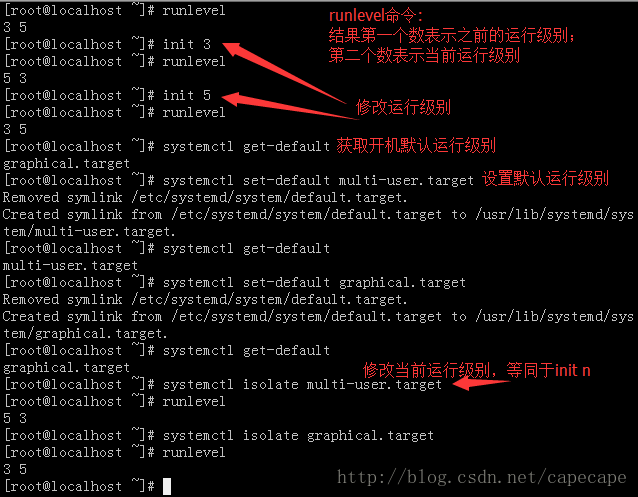 [root@localhost ~]# runlevel
runlevel命令：
3 5
结果第一个数表示之前的运行级别；
[root@localhost ~]# init 3
第二个数表示当前运行级别
[root@localhost ~]# runlevel
5 3
[root@localhost ~]# init 5
修改运行级别
[root@localhost ~]# runlevel
3 5
[root@localhost ~]# systemctl get-default 获取开机默认运行级别
graphical.target
[root@localhost ~]# systemctl set-default multi-user.target 设置默认运行级别
Removed symlink /etc/systemd/system/default.target.
Created symlink from /etc/systemd/system/default.target to /usr/lib/systemd/sys
tem/multi-user.target.
[root@localhost ~]# systemctl get-default
multi-user.target
[root@localhost ~]# systemctl set-default graphical.target
Removed symlink /etc/systemd/system/default.target.
Created symlink from /etc/systemd/system/default.target to /usr/lib/systemd/sys
tem/graphical.target.
[root@localhost ~]# systemctl get-default
graphical.target
修改当前运行级别，等同于init n
[root@localhost ~]# systemctl isolate multi-user.target
[root@localhost ~]# runlevel
5 3
[root@localhost ~]# systemctl isolate graphical.target
[root@localhost ~]# runlevel
3 5
[root@localhost ~]#
http://blog.csdn.net/capecape